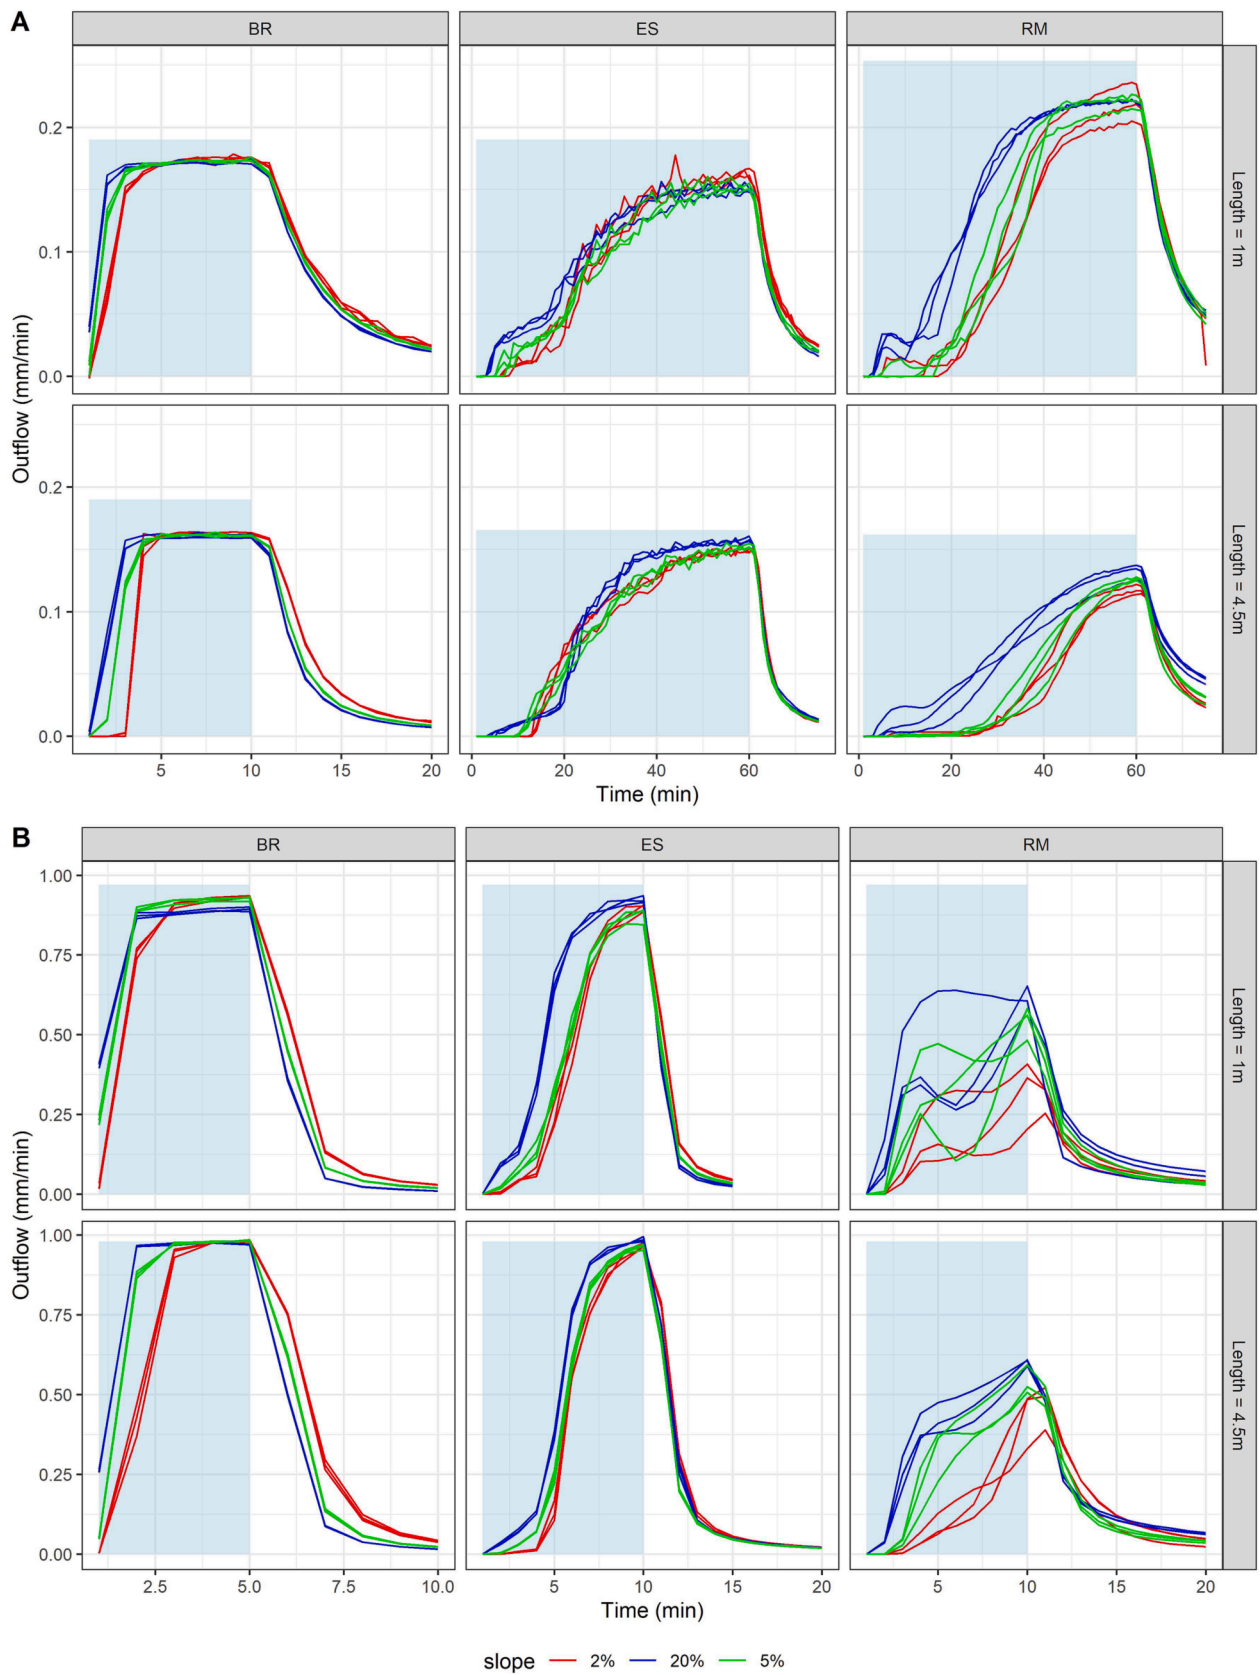 A
BR ES RM
Outflow (mm/min)
0.2
0.1
0.0
Length = 1m
0.2
0.1
0.0
Length = 4.5m
5 10 15 20 0 20 40 60 0 20 40 60
Time (min)
B
BR ES RM
Outflow (mm/min)
1.00
0.75
0.50
0.25
0.00
Length = 1m
1.00
0.75
0.50
0.25
0.00
Length = 4.5m
2.5 5.0 7.5 10.0 5 10 15 20 5 10 15 20
Time (min)
slope 2% 20% 5%